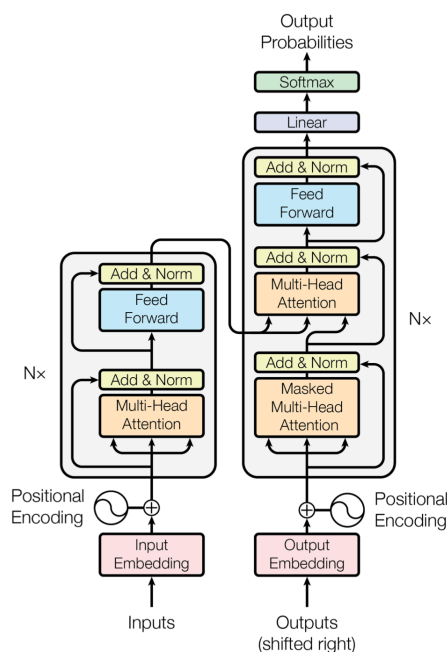 Output
Probabilities
Softmax
Linear
Add & Norm
Feed
Forward
Add & Norm
Multi-Head
Attention
Nx
Add & Norm
Masked
Multi-Head
Attention
Positional
Encoding
Output
Embedding
Outputs
(shifted right)
Add & Norm
Feed
Forward
N×
Add & Norm
Multi-Head
Attention
Positional
Encoding
Input
Embedding
Inputs